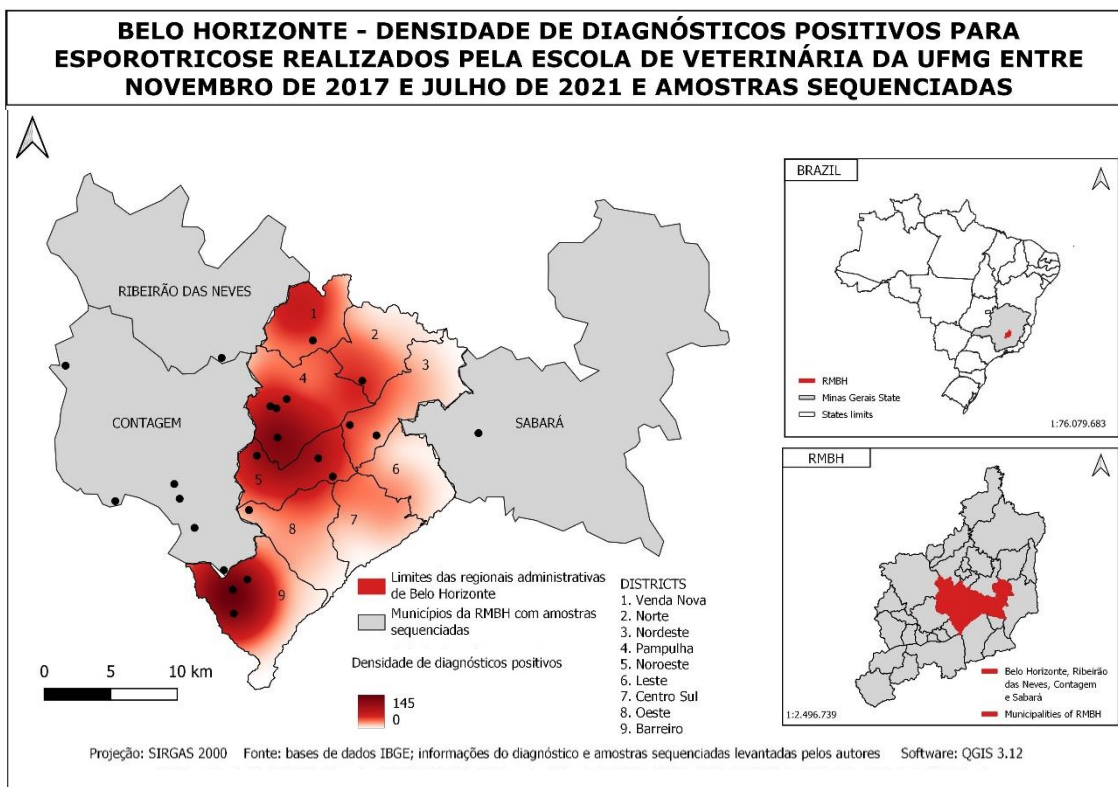 BELO HORIZONTE - DENSIDADE DE DIAGNÓSTICOS POSITIVOS PARA
ESPOROTRICOSE REALIZADOS PELA ESCOLA DE VETERINÁRIA DA UFMG ENTRE
NOVEMBRO DE 2017 E JULHO DE 2021 E AMOSTRAS SEQUENCIADAS
RIBEIRÃO DAS NEVES
CONTAGEM
SABARÁ
1
2
3
4
5
6
7
8
9
Limites das regionais administrativas
de Belo Horizonte
Municípios da RMBH com amostras
sequenciadas
Densidade de diagnósticos positivos
145
0
DISTRICTS
1. Venda Nova
2. Norte
3. Nordeste
4. Pampulha
5. Noroeste
6. Leste
7. Centro Sul
8. Oeste
9. Barreiro
0 5 10 km
BRAZIL
RMBH
Minas Gerais State
States limits
1:76.079.683
RMBH
Belo Horizonte, Ribeirão
das Neves, Contagem
e Sabará
Municipalities of RMBH
1:2.496.739
Projeção: SIRGAS 2000 Fonte: bases de dados IBGE; informações do diagnóstico e amostras sequenciadas levantadas pelos autores Software: QGIS 3.12